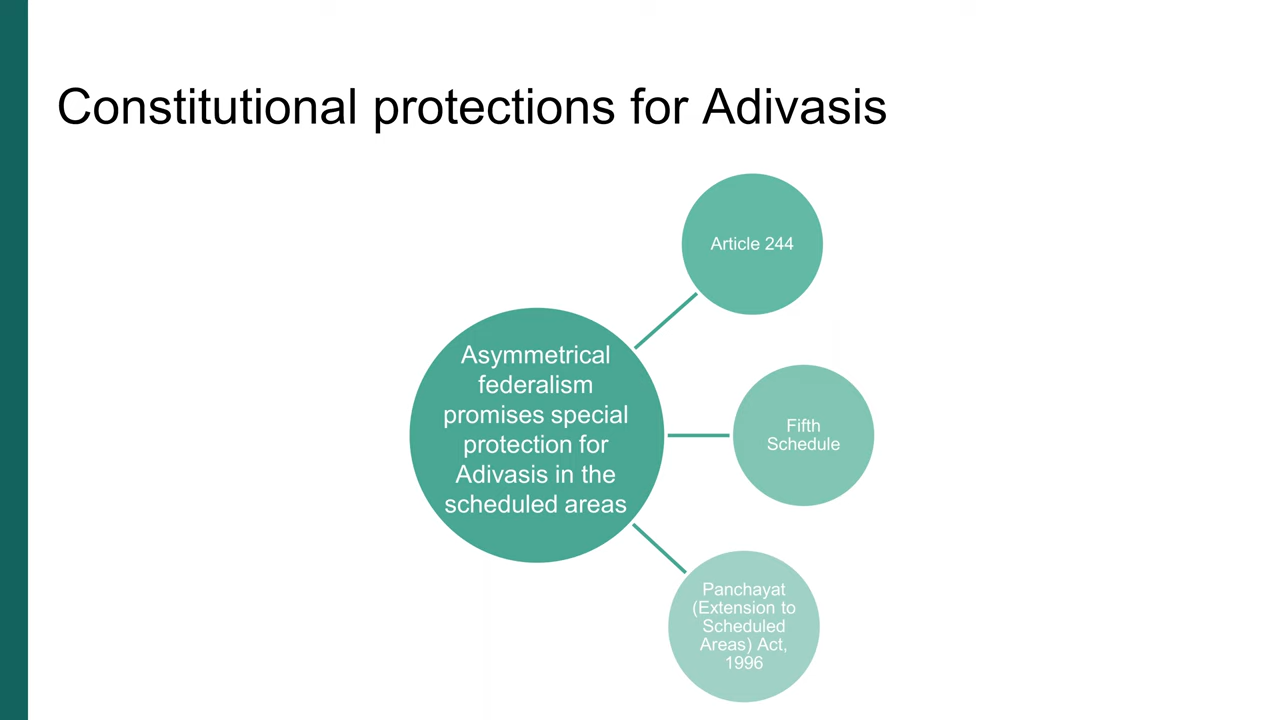 Constitutional protections for Adivasis
Article 244
Asymmetrical
federalism
promises special
protection for
Adivasis in the
scheduled areas
Fifth
Schedule
Panchayat
(Extension to
Scheduled
Areas) Act,
1996